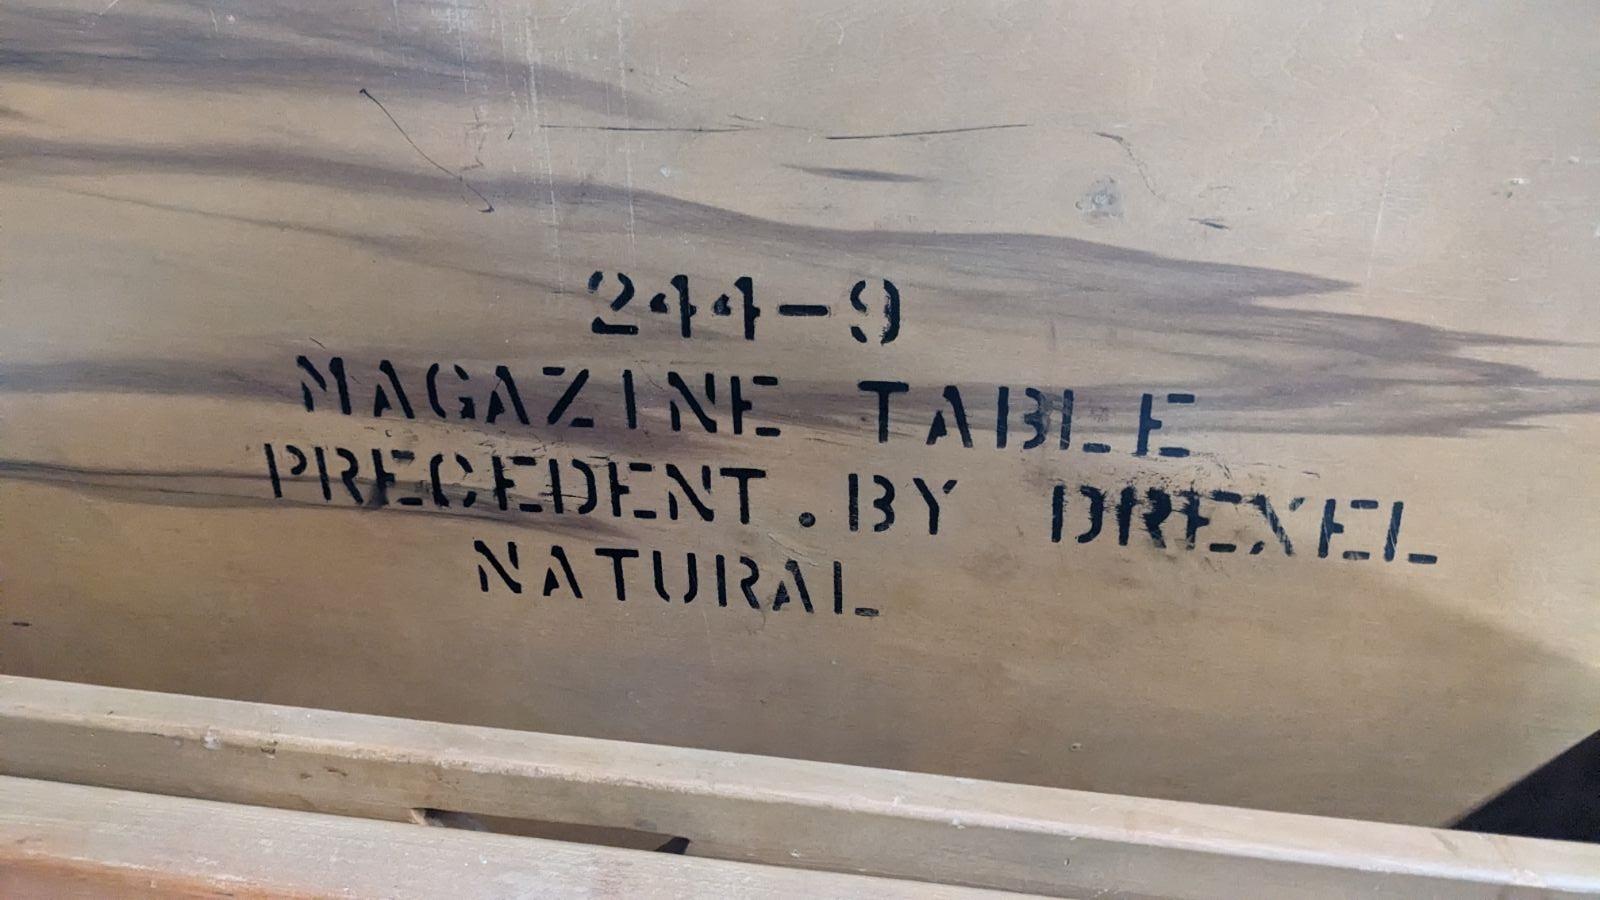 244-9
MAGAZINE TABLE
PRECEDENT. BY DREXEL
NATURAL